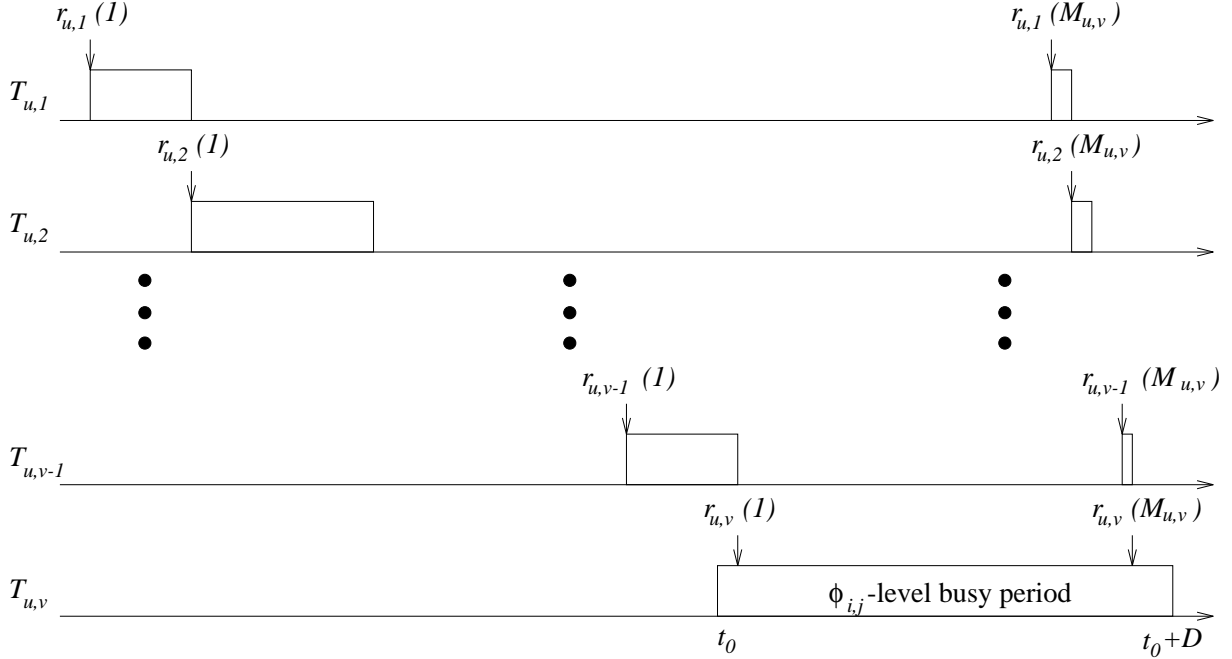 r_{u,1} (1) r_{u,1} (M_{u,v})
T_{u,1}
r_{u,2} (1) r_{u,2} (M_{u,v})
T_{u,2}
r_{u,v-1} (1) r_{u,v-1} (M_{u,v})
T_{u,v-1}
r_{u,v} (1) r_{u,v} (M_{u,v})
T_{u,v} ϕ_{i,j}-level busy period
t_0 t_0+D